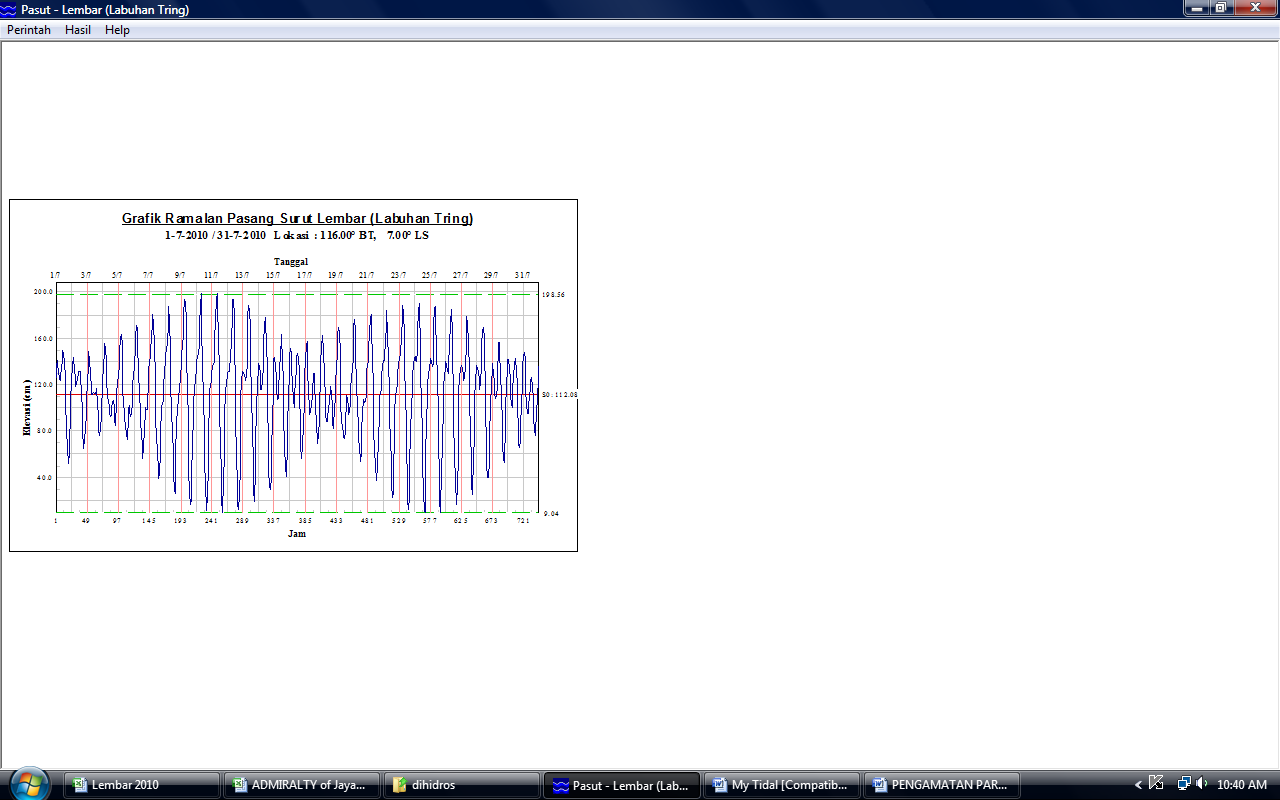 Pasut - Lembar (Labuhan Tring)
Perintah Hasil Help
Grafik Ramalan Pasang Surut Lembar (Labuhan Tring)
1-7-2010 / 31-7-2010 Lokasi : 116.00° BT, 7.00° LS
Tanggal
1/7 3/7 5/7 7/7 9/7 11/7 13/7 15/7 17/7 19/7 21/7 23/7 25/7 27/7 29/7 31/7
200.0
198.56
160.0
120.0
S0:112.08
Elevasi (cm)
80.0
40.0
9.04
1 49 97 145 193 241 289 337 385 433 481 529 577 625 673 721
Jam
Lembar 2010 ADMIRALTY of Jaya... dihidros Pasut - Lembar (Lab... My Tidal [Compatib... PENGAMATAN PAR... 10:40 AM